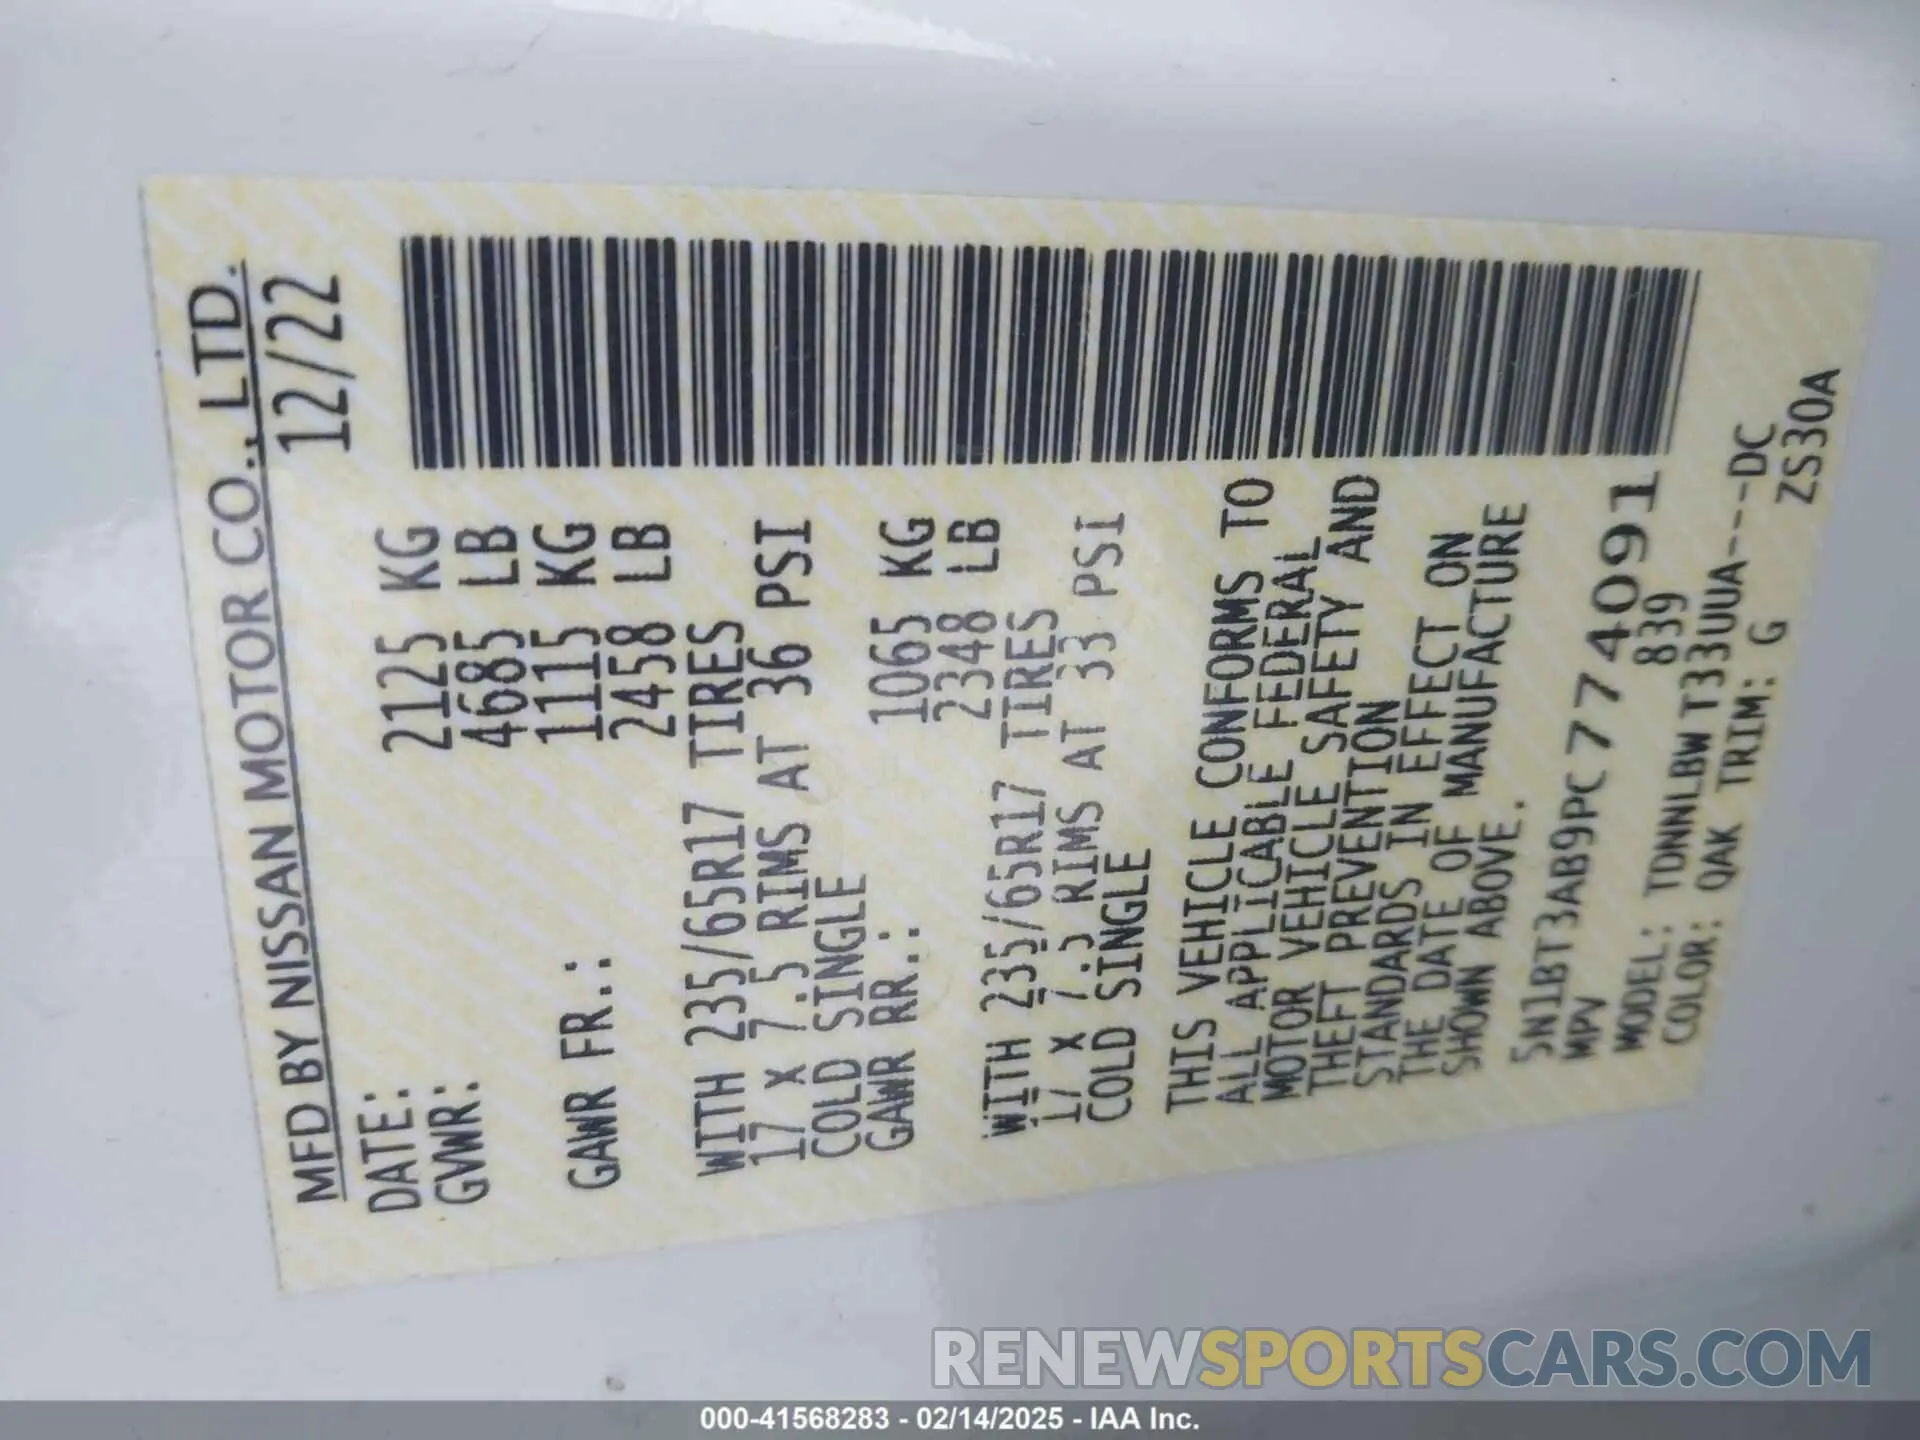 MFD BY NISSAN MOTOR CO., LTD.
DATE: 12/22
GVWR: 2125 KG
4685 LB
GAWR FR.: 1115 KG
2458 LB
WITH 235/65R17 TIRES
17 X 7.5 RIMS AT 36 PSI
COLD SINGLE
GAWR RR.: 1065 KG
2348 LB
WITH 235/65R17 TIRES
17 X 7.5 RIMS AT 33 PSI
COLD SINGLE
THIS VEHICLE CONFORMS TO
ALL APPLICABLE FEDERAL
MOTOR VEHICLE SAFETY AND
THEFT PREVENTION
STANDARDS IN EFFECT ON
THE DATE OF MANUFACTURE
SHOWN ABOVE.
5N1BT3AB9PC774091
MPV 839
MODEL: TDNNLBW T33UUA----DC
COLOR: QAK TRIM: G ZS30A
RENEWSPORTSCARS.COM
000-41568283 - 02/14/2025 - IAA Inc.